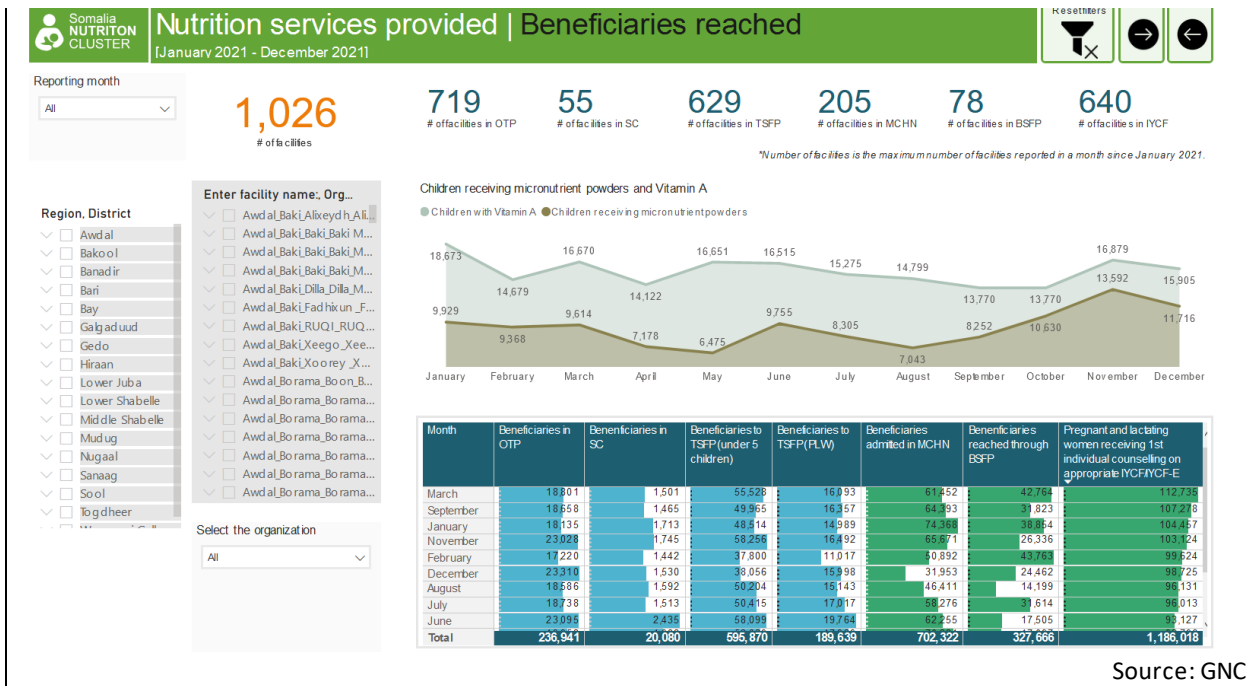 Somalia
NUTRITON
CLUSTER
Nutrition services provided | Beneficiaries reached
[January 2021 - December 2021]
Resetfilters
Reporting month
All
1,026
# of facilities
719
# of facilities in OTP
55
# of facilities in SC
629
# of facilities in TSFP
205
# of facilities in MCHN
78
# of facilities in BSFP
640
# of facilities in IYCF
*Number of facilities is the maximum number of facilities reported in a month since January 2021.
Region, District
Awdal
Bakool
Banadir
Bari
Bay
Galgaduud
Gedo
Hiraan
Lower Juba
Lower Shabelle
Middle Shabelle
Mudug
Nugaal
Sanaag
Sool
Togdheer
Enter facility name:, Org...
Awdal_Baki_Alixeydh_Ali...
Awdal_Baki_Baki_Baki M...
Awdal_Baki_Baki_Baki_M...
Awdal_Baki_Baki_Baki_M...
Awdal_Baki_Dilla_Dilla_M...
Awdal_Baki_Fadhixun _F...
Awdal_Baki_RUQI_RUQ...
Awdal_Baki_Xeego_Xee...
Awdal_Baki_Xoorey _X...
Awdal_Borama_Boon_B...
Awdal_Borama_Borama...
Awdal_Borama_Borama...
Awdal_Borama_Borama...
Awdal_Borama_Borama...
Awdal_Borama_Borama...
Awdal_Borama_Borama...
Select the organization
All
Children receiving micronutrient powders and Vitamin A
Children with Vitamin A Children receiving micronutrient powders
18,673 14,679 16,670 14,122 16,651 16,515 15,275 14,799 13,770 13,770 16,879 15,905
9,929 9,368 9,614 7,178 6,475 9,755 8,305 7,043 8,252 10,630 13,592 11,716
January February March April May June July August September October November December
Month
Beneficiaries in OTP
Benenficiaries in SC
Beneficiaries to TSFP(under 5 children)
Beneficiaries to TSFP(PLW)
Beneficiaries admitted in MCHN
Benenficiaries reached through BSFP
Pregnant and lactating women receiving 1st individual counselling on appropriate IYCF/IYCF-E
March 18,801 1,501 55,528 16,093 61,452 42,764 112,735
September 18,658 1,465 49,965 16,357 64,393 31,823 107,278
January 18,135 1,713 48,514 14,989 74,368 38,854 104,457
November 23,028 1,745 58,256 16,492 65,671 26,336 103,124
February 17,220 1,442 37,800 11,017 50,892 43,763 99,624
December 23,310 1,530 38,056 15,998 31,953 24,462 98,725
August 18,586 1,592 50,204 15,143 46,411 14,199 96,131
July 18,738 1,513 50,415 17,017 58,276 31,614 96,013
June 23,095 2,435 58,099 19,764 62,255 17,505 93,127
Total 236,941 20,080 596,870 189,639 702,322 327,666 1,186,018
Source: GNC